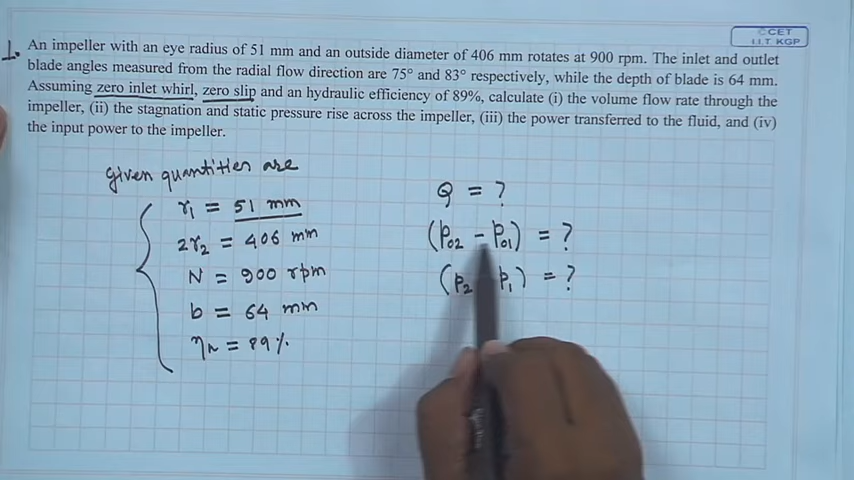 ©CET
I.I.T. KGP
1. An impeller with an eye radius of 51 mm and an outside diameter of 406 mm rotates at 900 rpm. The inlet and outlet
blade angles measured from the radial flow direction are 75° and 83° respectively, while the depth of blade is 64 mm.
Assuming zero inlet whirl, zero slip and an hydraulic efficiency of 89%, calculate (i) the volume flow rate through the
impeller, (ii) the stagnation and static pressure rise across the impeller, (iii) the power transferred to the fluid, and (iv)
the input power to the impeller.
given quantities are
r₁ = 51 mm
2r₂ = 406 mm
N = 900 rpm
b = 64 mm
ηₕ = 89%
Q = ?
(p₀₂ - p₀₁) = ?
(p₂ p₁) = ?